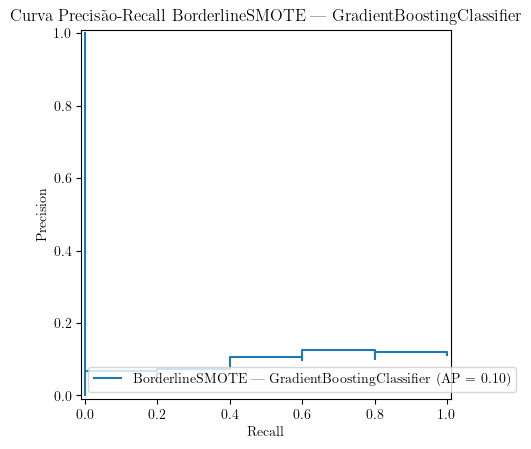 Curva Precisão-Recall BorderlineSMOTE — GradientBoostingClassifier
1.0
0.8
0.6
0.4
0.2
0.0
Precision
BorderlineSMOTE — GradientBoostingClassifier (AP = 0.10)
0.0 0.2 0.4 0.6 0.8 1.0
Recall